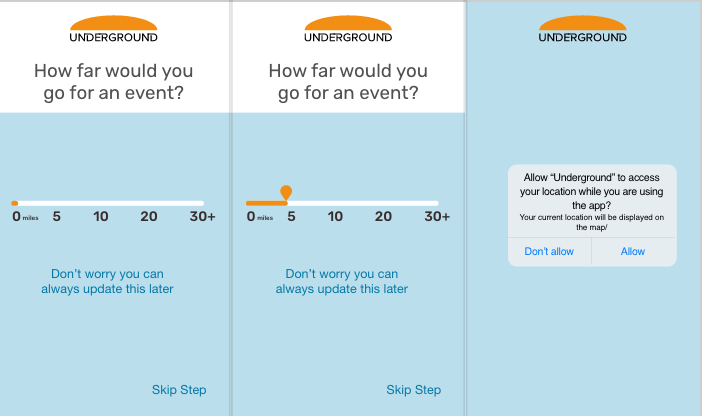 UNDERGROUND
How far would you
go for an event?
0 miles 5 10 20 30+
Don't worry you can
always update this later
Skip Step
UNDERGROUND
How far would you
go for an event?
0 miles 5 10 20 30+
Don't worry you can
always update this later
Skip Step
UNDERGROUND
Allow “Underground” to access
your location while you are using
the app?
Your current location will be displayed on
the map/
Don't allow Allow